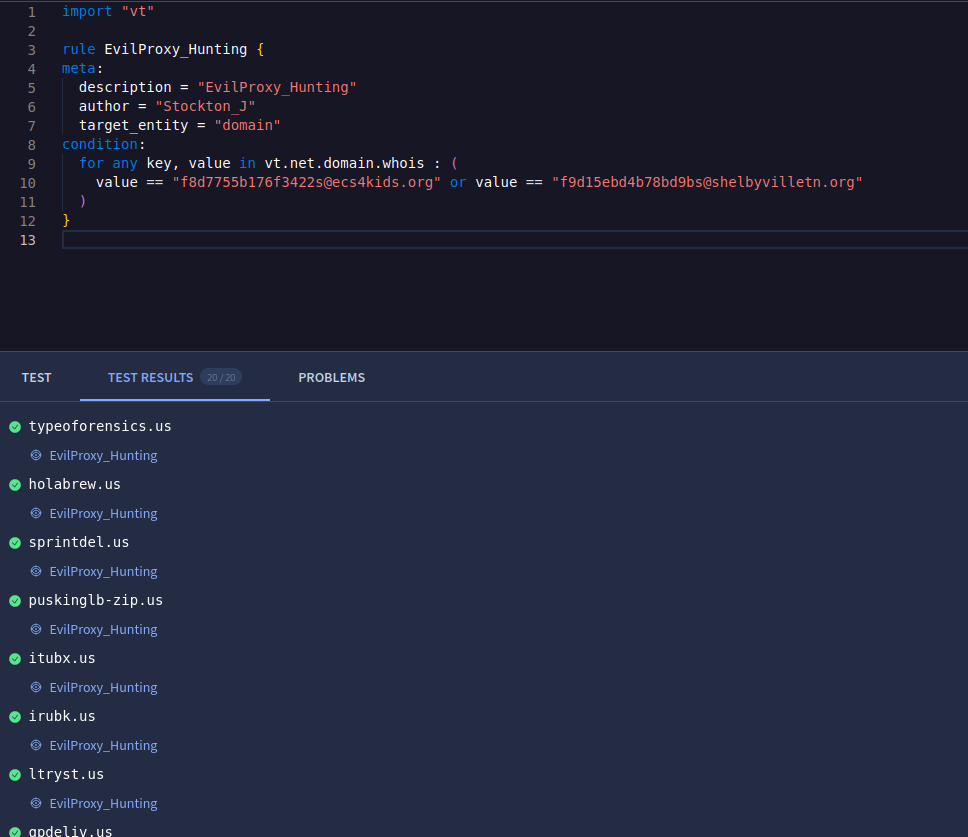 1 import "vt"
2
3 rule EvilProxy_Hunting {
4 meta:
5 description = "EvilProxy_Hunting"
6 author = "Stockton_J"
7 target_entity = "domain"
8 condition:
9 for any key, value in vt.net.domain.whois : (
10 value == "f8d7755b176f3422s@ecs4kids.org" or value == "f9d15ebd4b78bd9bs@shelbyvilletn.org"
11 )
12 }
13
TEST TEST RESULTS 20 / 20 PROBLEMS
typeoforensics.us
EvilProxy_Hunting
holabrew.us
EvilProxy_Hunting
sprintdel.us
EvilProxy_Hunting
puskinglb-zip.us
EvilProxy_Hunting
itubx.us
EvilProxy_Hunting
irubk.us
EvilProxy_Hunting
ltryst.us
EvilProxy_Hunting
gpdeliv.us